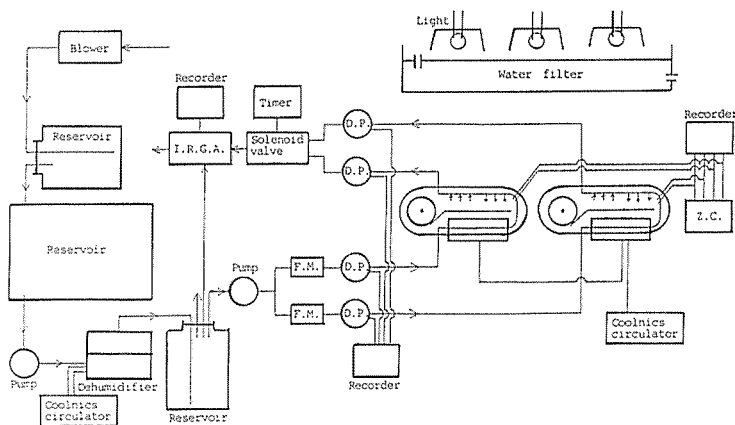 Light
Blower
Water filter
Recorder
Timer
Recorder
Reservoir
I.R.G.A.
Solenoid
valve
D.P.
D.P.
Z.C.
Reservoir
Pump
F.M.
D.P.
F.M.
D.P.
Coolnics
circulator
Pump
Dehumidifier
Recorder
Coolnics
circulator
Reservoir